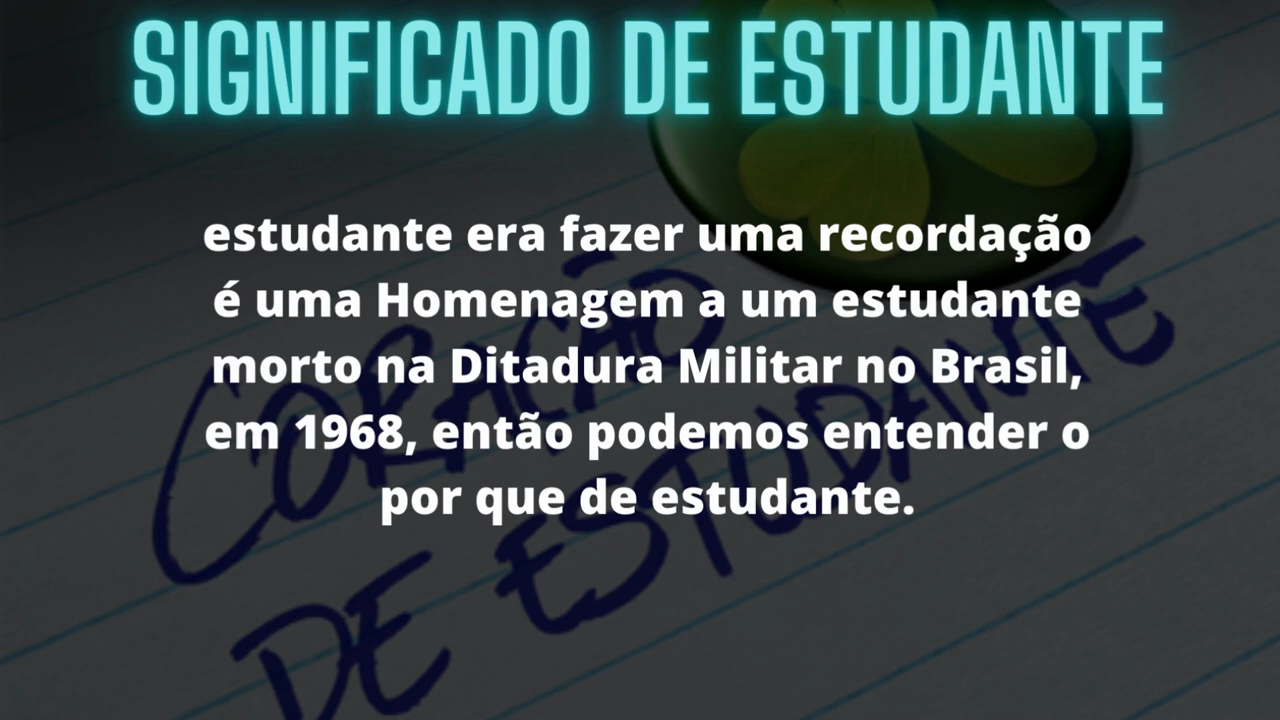 SIGNIFICADO DE ESTUDANTE
estudante era fazer uma recordação
é uma Homenagem a um estudante
morto na Ditadura Militar no Brasil,
em 1968, então podemos entender o
por que de estudante.
CORAÇÃO
DE ESTUDANTE